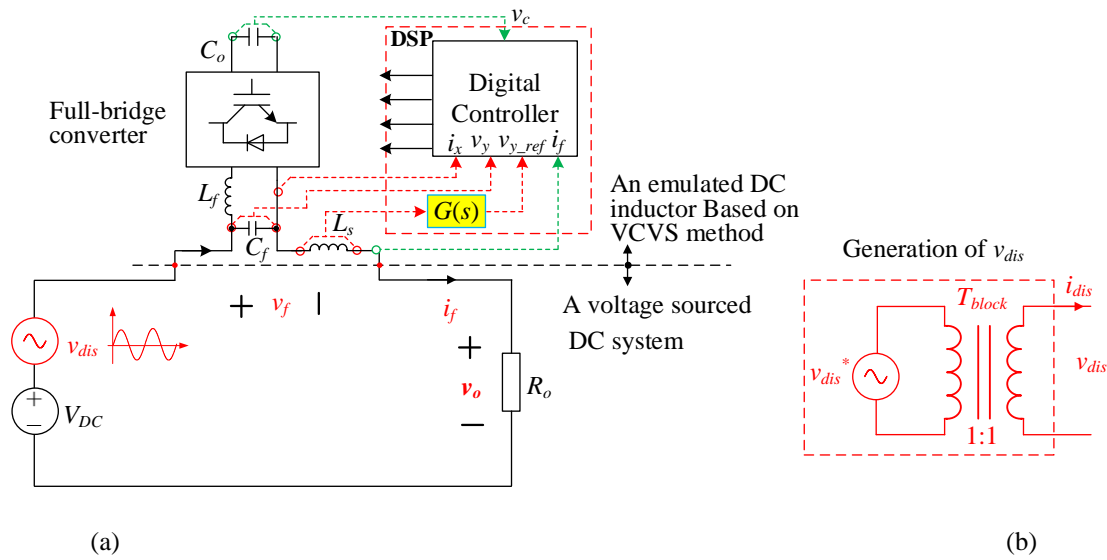 v_c
C_o
DSP
Digital
Controller
i_x v_y v_{y_ref} i_f
Full-bridge
converter
L_f
C_f
L_s
G(s)
An emulated DC
inductor Based on
VCVS method
A voltage sourced
DC system
+ v_f −
i_f
v_dis
+
−
V_DC
+
v_o
−
R_o
Generation of v_dis
T_block
i_dis
v_dis*
v_dis
1:1
(a)
(b)